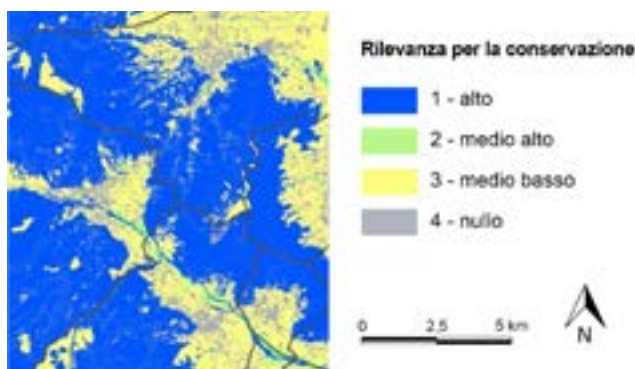 Rilevanza per la conservazione
1 - alto
2 - medio alto
3 - medio basso
4 - nullo
0 2,5 5 km
N